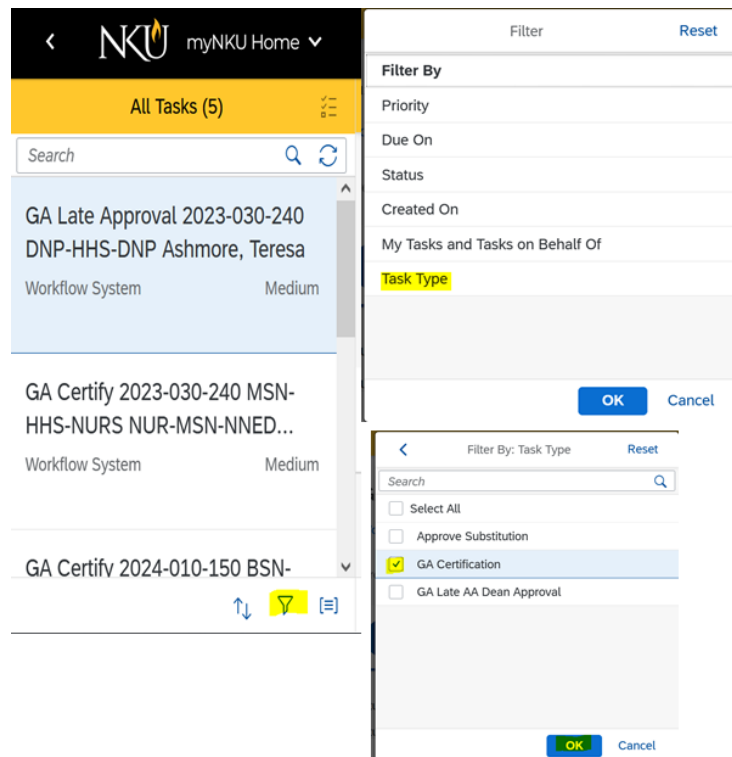 NKU myNKU Home
All Tasks (5)
Search
GA Late Approval 2023-030-240
DNP-HHS-DNP Ashmore, Teresa
Workflow System Medium
GA Certify 2023-030-240 MSN-
HHS-NURS NUR-MSN-NNED...
Workflow System Medium
GA Certify 2024-010-150 BSN-
Filter Reset
Filter By
Priority
Due On
Status
Created On
My Tasks and Tasks on Behalf Of
Task Type
OK Cancel
Filter By: Task Type Reset
Search
Select All
Approve Substitution
GA Certification
GA Late AA Dean Approval
OK Cancel